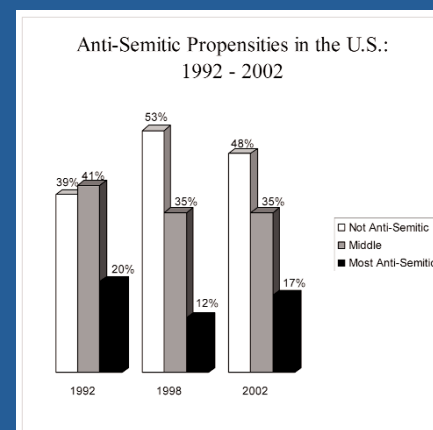 Anti-Semitic Propensities in the U.S.:
1992 - 2002
53%
48%
39%
41%
35%
35%
20%
12%
17%
Not Anti-Semitic
Middle
Most Anti-Semitic
1992
1998
2002